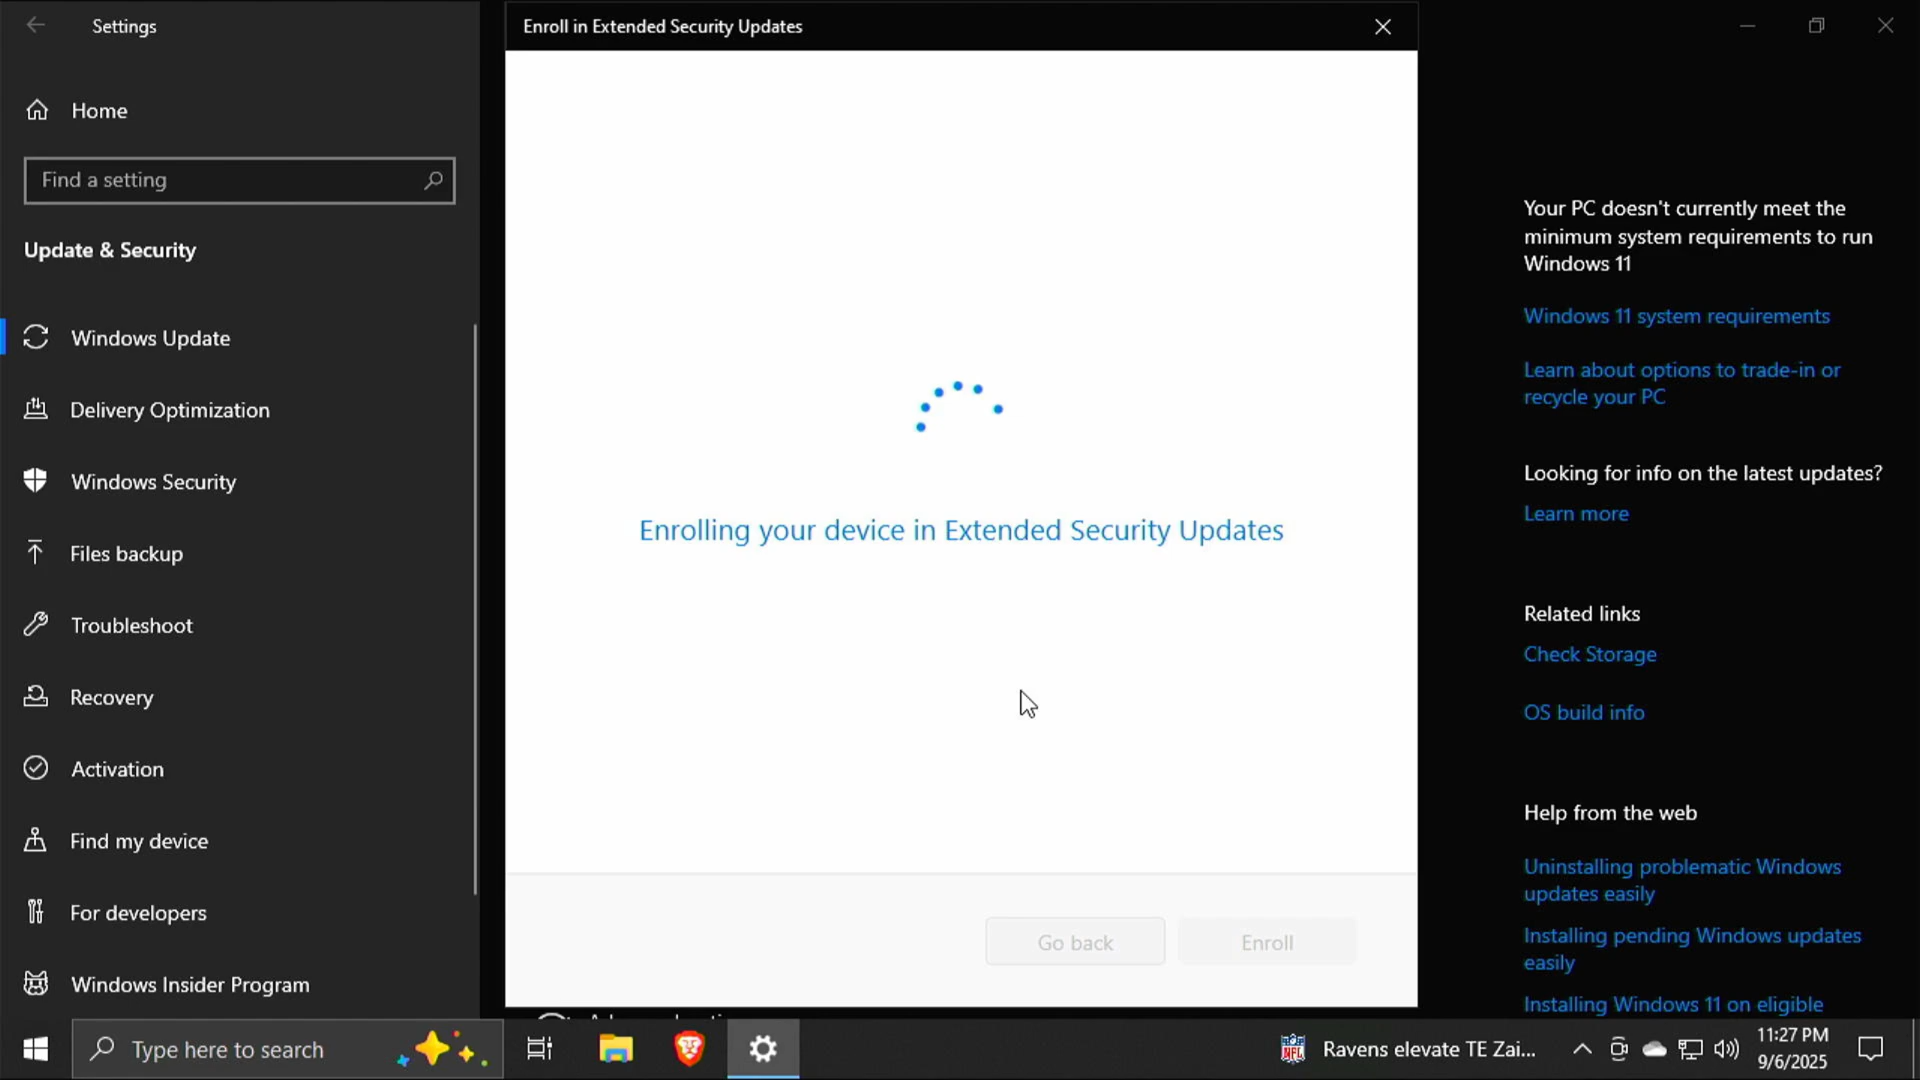 Settings
Home
Find a setting
Update & Security
Windows Update
Delivery Optimization
Windows Security
Files backup
Troubleshoot
Recovery
Activation
Find my device
For developers
Windows Insider Program
Enroll in Extended Security Updates
Enrolling your device in Extended Security Updates
Go back
Enroll
Your PC doesn't currently meet the
minimum system requirements to run
Windows 11
Windows 11 system requirements
Learn about options to trade-in or
recycle your PC
Looking for info on the latest updates?
Learn more
Related links
Check Storage
OS build info
Help from the web
Uninstalling problematic Windows
updates easily
Installing pending Windows updates
easily
Installing Windows 11 on eligible
Type here to search
NFL
Ravens elevate TE Zai...
11:27 PM
9/6/2025